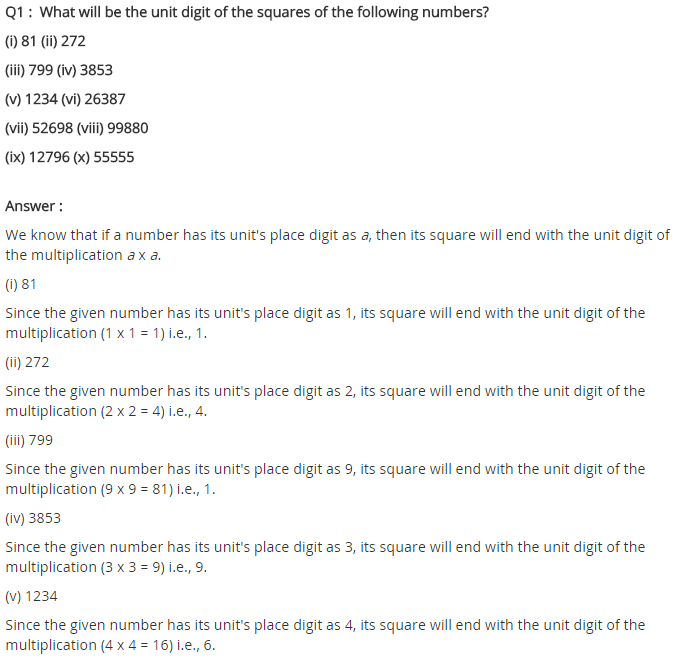 Q1 : What will be the unit digit of the squares of the following numbers?
(i) 81 (ii) 272
(iii) 799 (iv) 3853
(v) 1234 (vi) 26387
(vii) 52698 (viii) 99880
(ix) 12796 (x) 55555
Answer :
We know that if a number has its unit's place digit as a, then its square will end with the unit digit of
the multiplication a x a.
(i) 81
Since the given number has its unit's place digit as 1, its square will end with the unit digit of the
multiplication (1 x 1 = 1) i.e., 1.
(ii) 272
Since the given number has its unit's place digit as 2, its square will end with the unit digit of the
multiplication (2 x 2 = 4) i.e., 4.
(iii) 799
Since the given number has its unit's place digit as 9, its square will end with the unit digit of the
multiplication (9 x 9 = 81) i.e., 1.
(iv) 3853
Since the given number has its unit's place digit as 3, its square will end with the unit digit of the
multiplication (3 x 3 = 9) i.e., 9.
(v) 1234
Since the given number has its unit's place digit as 4, its square will end with the unit digit of the
multiplication (4 x 4 = 16) i.e., 6.